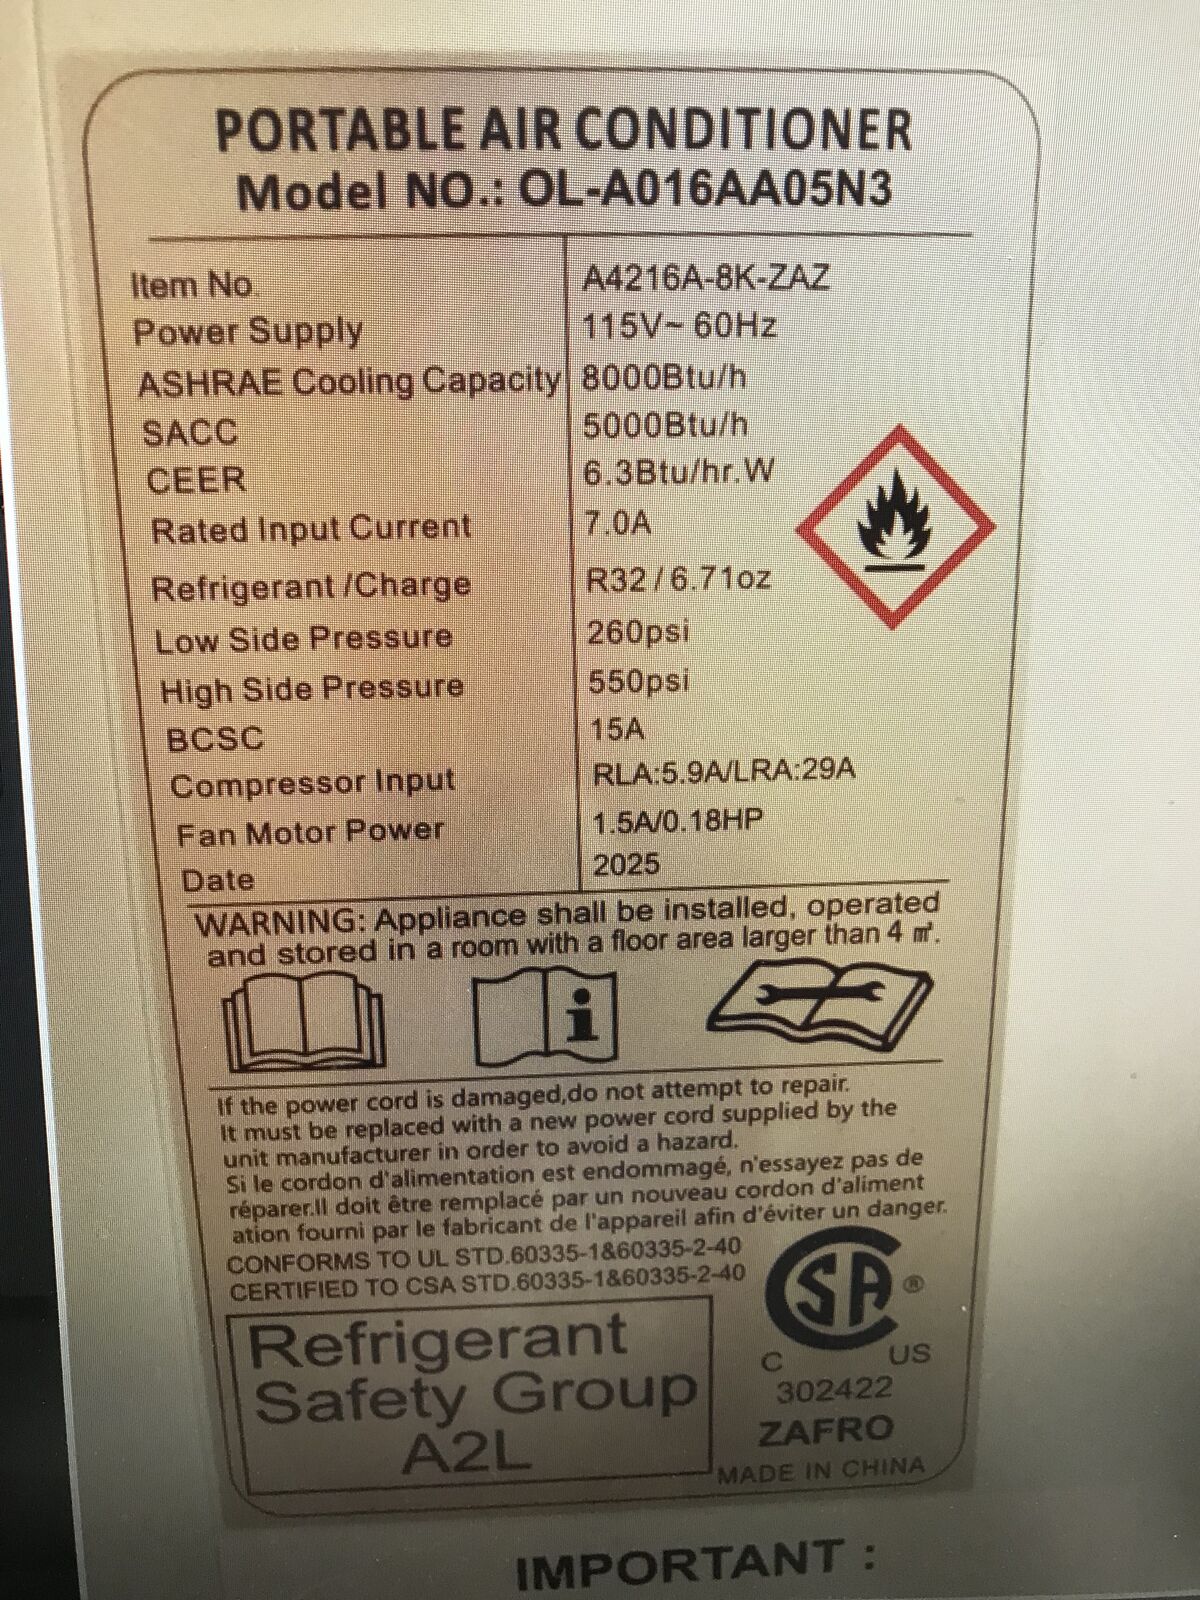 PORTABLE AIR CONDITIONER
Model NO.: OL-A016AA05N3
Item No. A4216A-8K-ZAZ
Power Supply 115V~ 60Hz
ASHRAE Cooling Capacity 8000Btu/h
SACC 5000Btu/h
CEER 6.3Btu/hr.W
Rated Input Current 7.0A
Refrigerant /Charge R32 / 6.71oz
Low Side Pressure 260psi
High Side Pressure 550psi
BCSC 15A
Compressor Input RLA:5.9A/LRA:29A
Fan Motor Power 1.5A/0.18HP
Date 2025
WARNING: Appliance shall be installed, operated
and stored in a room with a floor area larger than 4 ㎡.
i
If the power cord is damaged,do not attempt to repair.
It must be replaced with a new power cord supplied by the
unit manufacturer in order to avoid a hazard.
Si le cordon d'alimentation est endommagé, n'essayez pas de
réparer.Il doit être remplacé par un nouveau cordon d'aliment
ation fourni par le fabricant de l'appareil afin d'éviter un danger.
CONFORMS TO UL STD.60335-1&60335-2-40
CERTIFIED TO CSA STD.60335-1&60335-2-40
Refrigerant
Safety Group
A2L
CSA ®
C US
302422
ZAFRO
MADE IN CHINA
IMPORTANT :